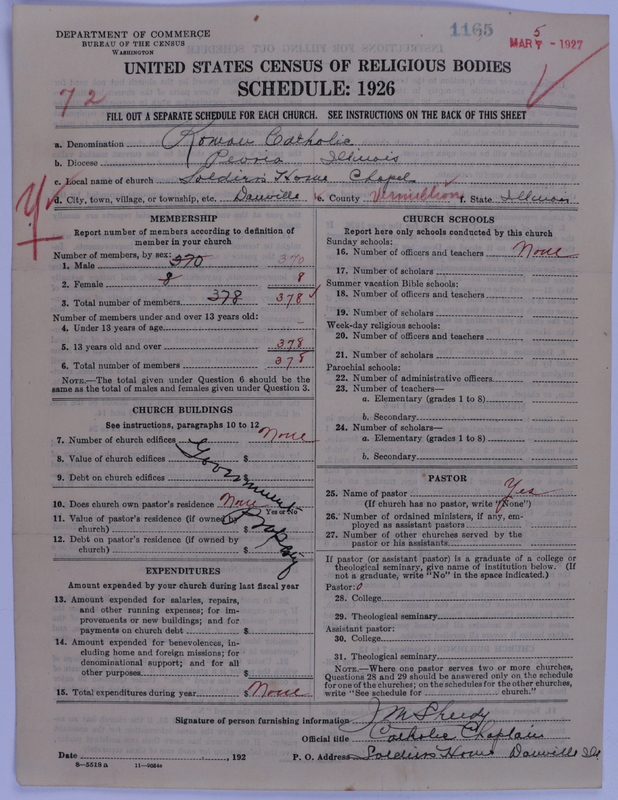 1165
MAR 5 - 1927
DEPARTMENT OF COMMERCE
BUREAU OF THE CENSUS
WASHINGTON
UNITED STATES CENSUS OF RELIGIOUS BODIES
SCHEDULE: 1926
72
FILL OUT A SEPARATE SCHEDULE FOR EACH CHURCH. SEE INSTRUCTIONS ON THE BACK OF THIS SHEET
a. Denomination Roman Catholic
b. Diocese Peoria Illinois
c. Local name of church Soldiers Home Chapel
d. City, town, village, or township, etc. Danville e. County Vermillion f. State Illinois
MEMBERSHIP
Report number of members according to definition of member in your church
Number of members, by sex:
1. Male 370 370
2. Female 8 8
3. Total number of members 378 378
Number of members under and over 13 years old:
4. Under 13 years of age
5. 13 years old and over 378
6. Total number of members 378
NOTE.—The total given under Question 6 should be the same as the total of males and females given under Question 3.
CHURCH BUILDINGS
See instructions, paragraphs 10 to 12
7. Number of church edifices None
8. Value of church edifices $
9. Debt on church edifices $
Government
10. Does church own pastor's residence None
Yes or No
11. Value of pastor's residence (if owned by church) $
12. Debt on pastor's residence (if owned by church) $
EXPENDITURES
Amount expended by your church during last fiscal year
13. Amount expended for salaries, repairs, and other running expenses; for improvements or new buildings; and for payments on church debt $
14. Amount expended for benevolences, including home and foreign missions; for denominational support; and for all other purposes $
15. Total expenditures during year $ None
CHURCH SCHOOLS
Report here only schools conducted by this church
Sunday schools:
16. Number of officers and teachers None
17. Number of scholars
Summer vacation Bible schools:
18. Number of officers and teachers
19. Number of scholars
Week-day religious schools:
20. Number of officers and teachers
21. Number of scholars
Parochial schools:
22. Number of administrative officers
23. Number of teachers—
a. Elementary (grades 1 to 8)
b. Secondary
24. Number of scholars—
a. Elementary (grades 1 to 8)
b. Secondary
PASTOR
25. Name of pastor Yes
(If church has no pastor, write "None")
26. Number of ordained ministers, if any, employed as assistant pastors
27. Number of other churches served by the pastor or his assistants
If pastor (or assistant pastor) is a graduate of a college or theological seminary, give name of institution below. (If not a graduate, write "No" in the space indicated.)
Pastor: 0
28. College
29. Theological seminary
Assistant pastor:
30. College
31. Theological seminary
NOTE.—Where one pastor serves two or more churches, Questions 28 and 29 should be answered only on the schedule for one of the churches; on the schedules for the other churches, write "See schedule for church."
Signature of person furnishing information J M Sheedy
Official title Catholic Chaplain
Date , 192 P. O. Address Soldiers Home Danville Ill
8—5518 a 11—9564a